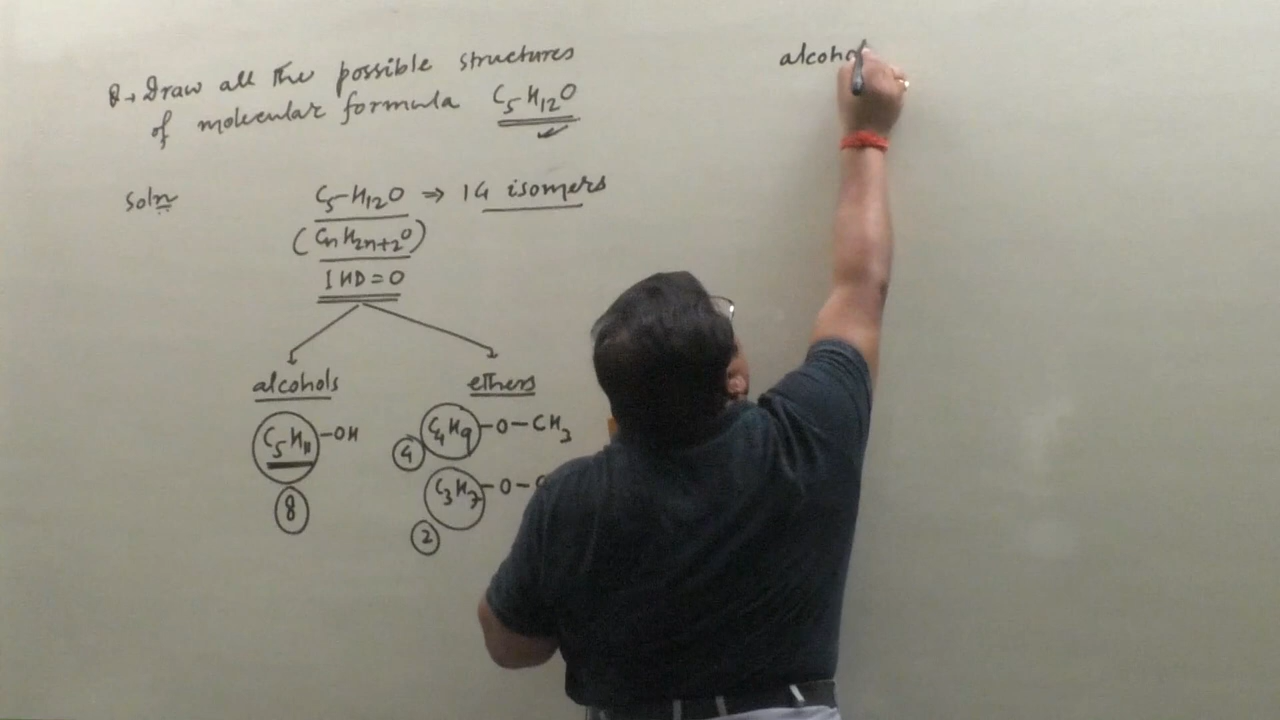 Q→ Draw all the possible structures
of molecular formula C₅H₁₂O
Soln
C₅H₁₂O ⇒ 14 isomers
(CₙH₂ₙ₊₂O)
IHD=0
alcohols
ethers
C₅H₁₁-OH
8
C₄H₉-O-CH₃
4
C₃H₇-O-C
2
alcoho